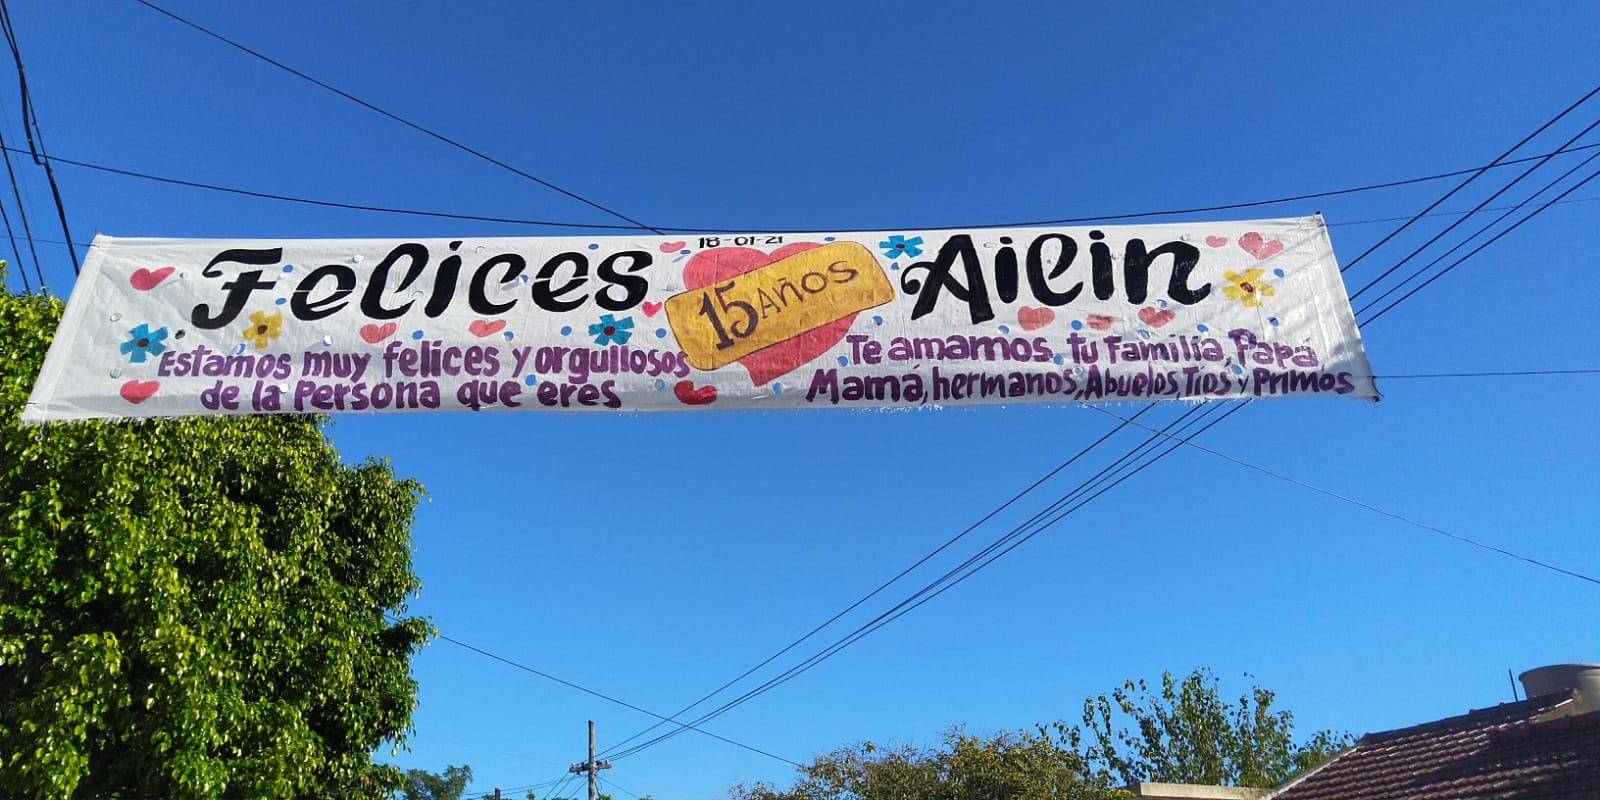 18-01-21
Felices 15 Años Ailin
Estamos muy felices y orgullosos
de la Persona que eres
Te amamos, tu Familia, Papá
Mamá, hermanos, Abuelos, Tios y Primos